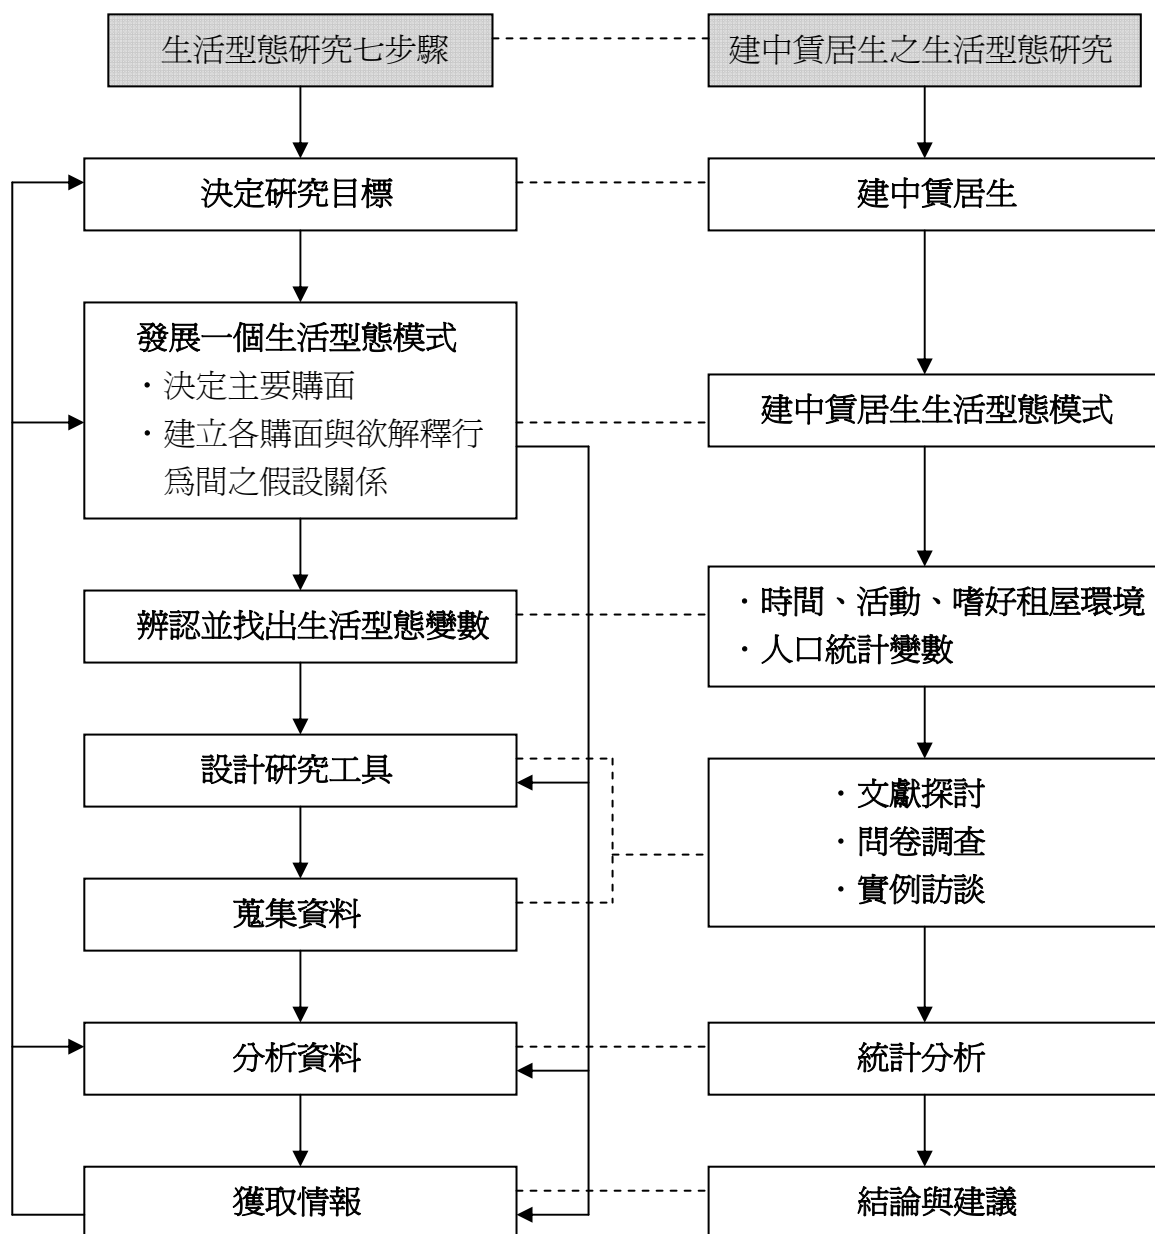 生活型態研究七步驟
建中賃居生之生活型態研究
決定研究目標
建中賃居生
發展一個生活型態模式
．決定主要購面
．建立各購面與欲解釋行
為間之假設關係
建中賃居生生活型態模式
辨認並找出生活型態變數
．時間、活動、嗜好租屋環境
．人口統計變數
設計研究工具
．文獻探討
．問卷調查
．實例訪談
蒐集資料
分析資料
統計分析
獲取情報
結論與建議